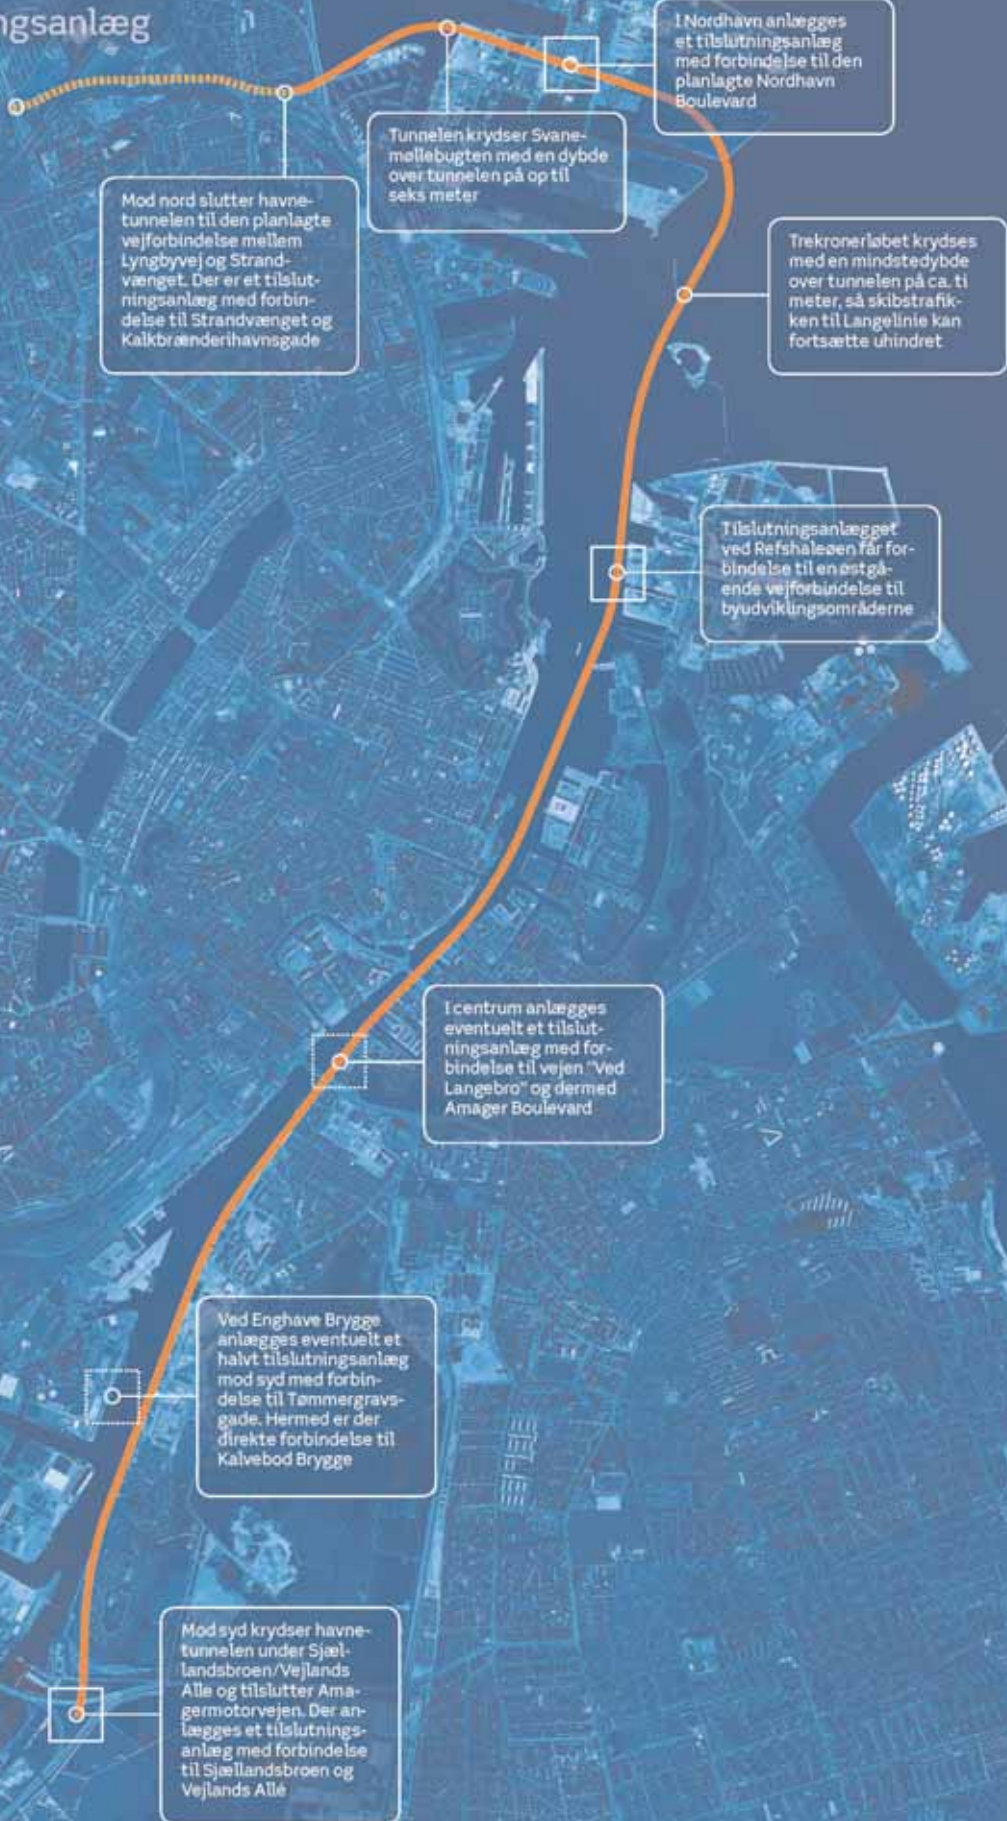 ngsanlæg
I Nordhavn anlægges
et tilslutningsanlæg
med forbindelse til den
planlagte Nordhavn
Boulevard
Tunnelen krydser Svane-
møllebugten med en dybde
over tunnelen på op til
seks meter
Mod nord slutter havne-
tunnelen til den planlagte
vejforbindelse mellem
Lyngbyvej og Strand-
vænget. Der er et tilslut-
ningsanlæg med forbin-
delse til Strandvænget og
Kalkbrænderihavnsgade
Trekronerløbet krydses
med en mindstedybde
over tunnelen på ca. ti
meter, så skibstrafik-
ken til Langelinie kan
fortsætte uhindret
Tilslutningsanlægget
ved Refshaleøen får for-
bindelse til en østgå-
ende vejforbindelse til
byudviklingsområderne
I centrum anlægges
eventuelt et tilslut-
ningsanlæg med for-
bindelse til vejen "Ved
Langebro" og dermed
Amager Boulevard
Ved Enghave Brygge
anlægges eventuelt et
halvt tilslutningsanlæg
mod syd med forbin-
delse til Tømmergravs-
gade. Hermed er der
direkte forbindelse til
Kalvebod Brygge
Mod syd krydser havne-
tunnelen under Sjæl-
landsbroen/Vejlands
Alle og tilslutter Ama-
germotorvejen. Der an-
lægges et tilslutnings-
anlæg med forbindelse
til Sjællandsbroen og
Vejlands Allé